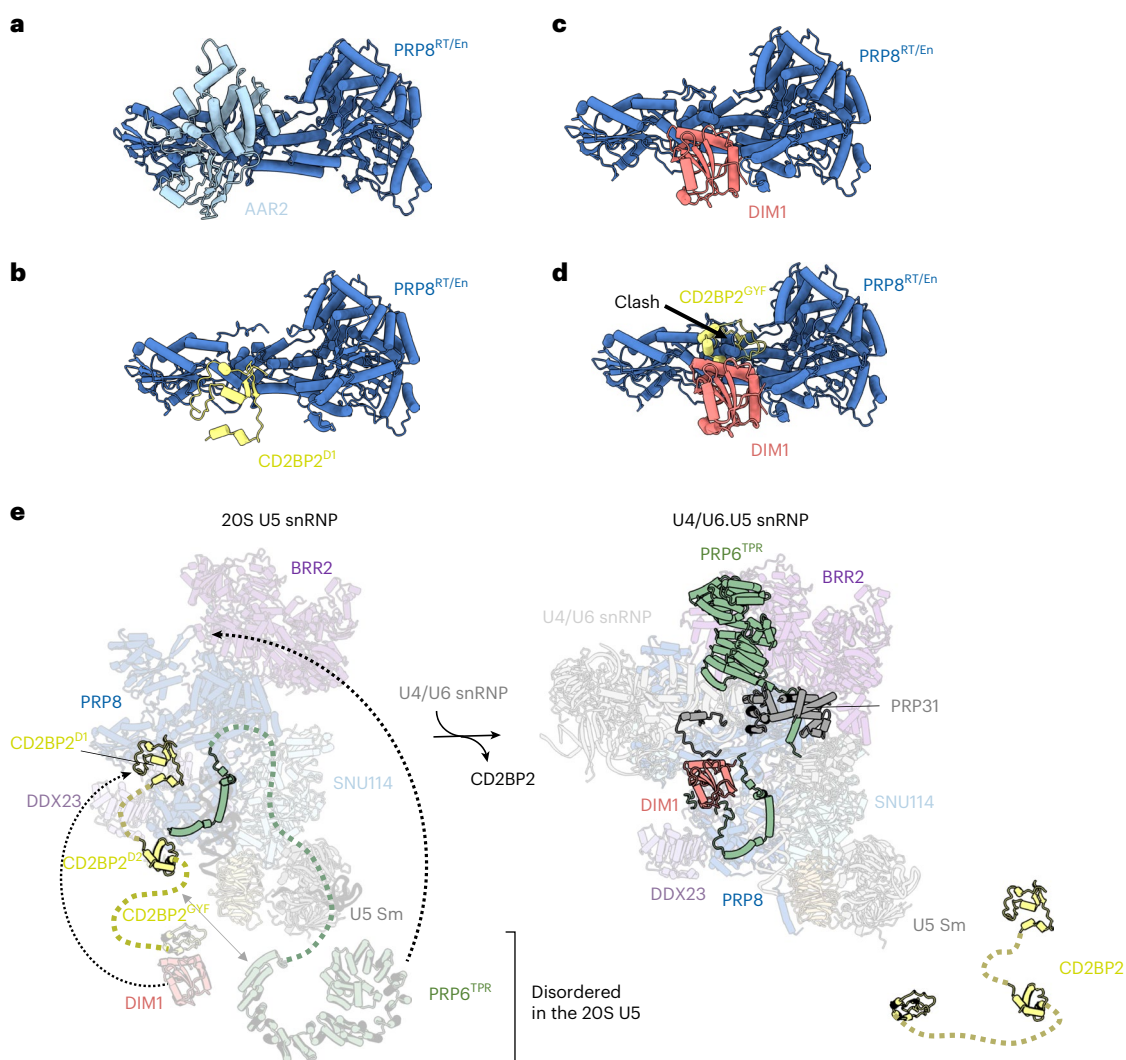 a
PRP8RT/En
AAR2
c
PRP8RT/En
DIM1
b
PRP8RT/En
CD2BP2D1
d
CD2BP2GYF
PRP8RT/En
Clash
DIM1
e
20S U5 snRNP
BRR2
PRP8
CD2BP2D1
DDX23
SNU114
CD2BP2D2
CD2BP2GYF
U5 Sm
DIM1
PRP6TPR
Disordered
in the 20S U5
U4/U6 snRNP
CD2BP2
U4/U6.U5 snRNP
PRP6TPR
BRR2
U4/U6 snRNP
PRP31
DIM1
SNU114
DDX23
PRP8
U5 Sm
CD2BP2